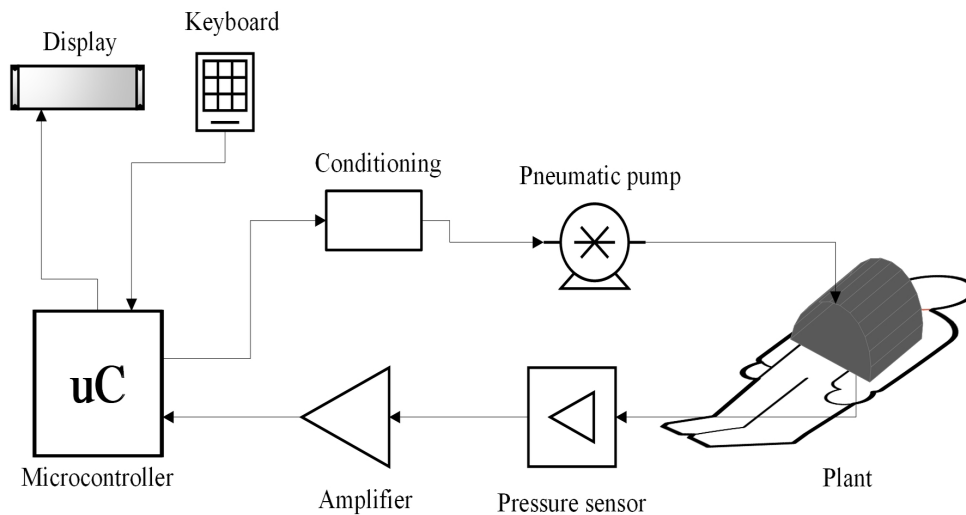 Keyboard
Display
Conditioning
Pneumatic pump
uC
Microcontroller
Amplifier
Pressure sensor
Plant